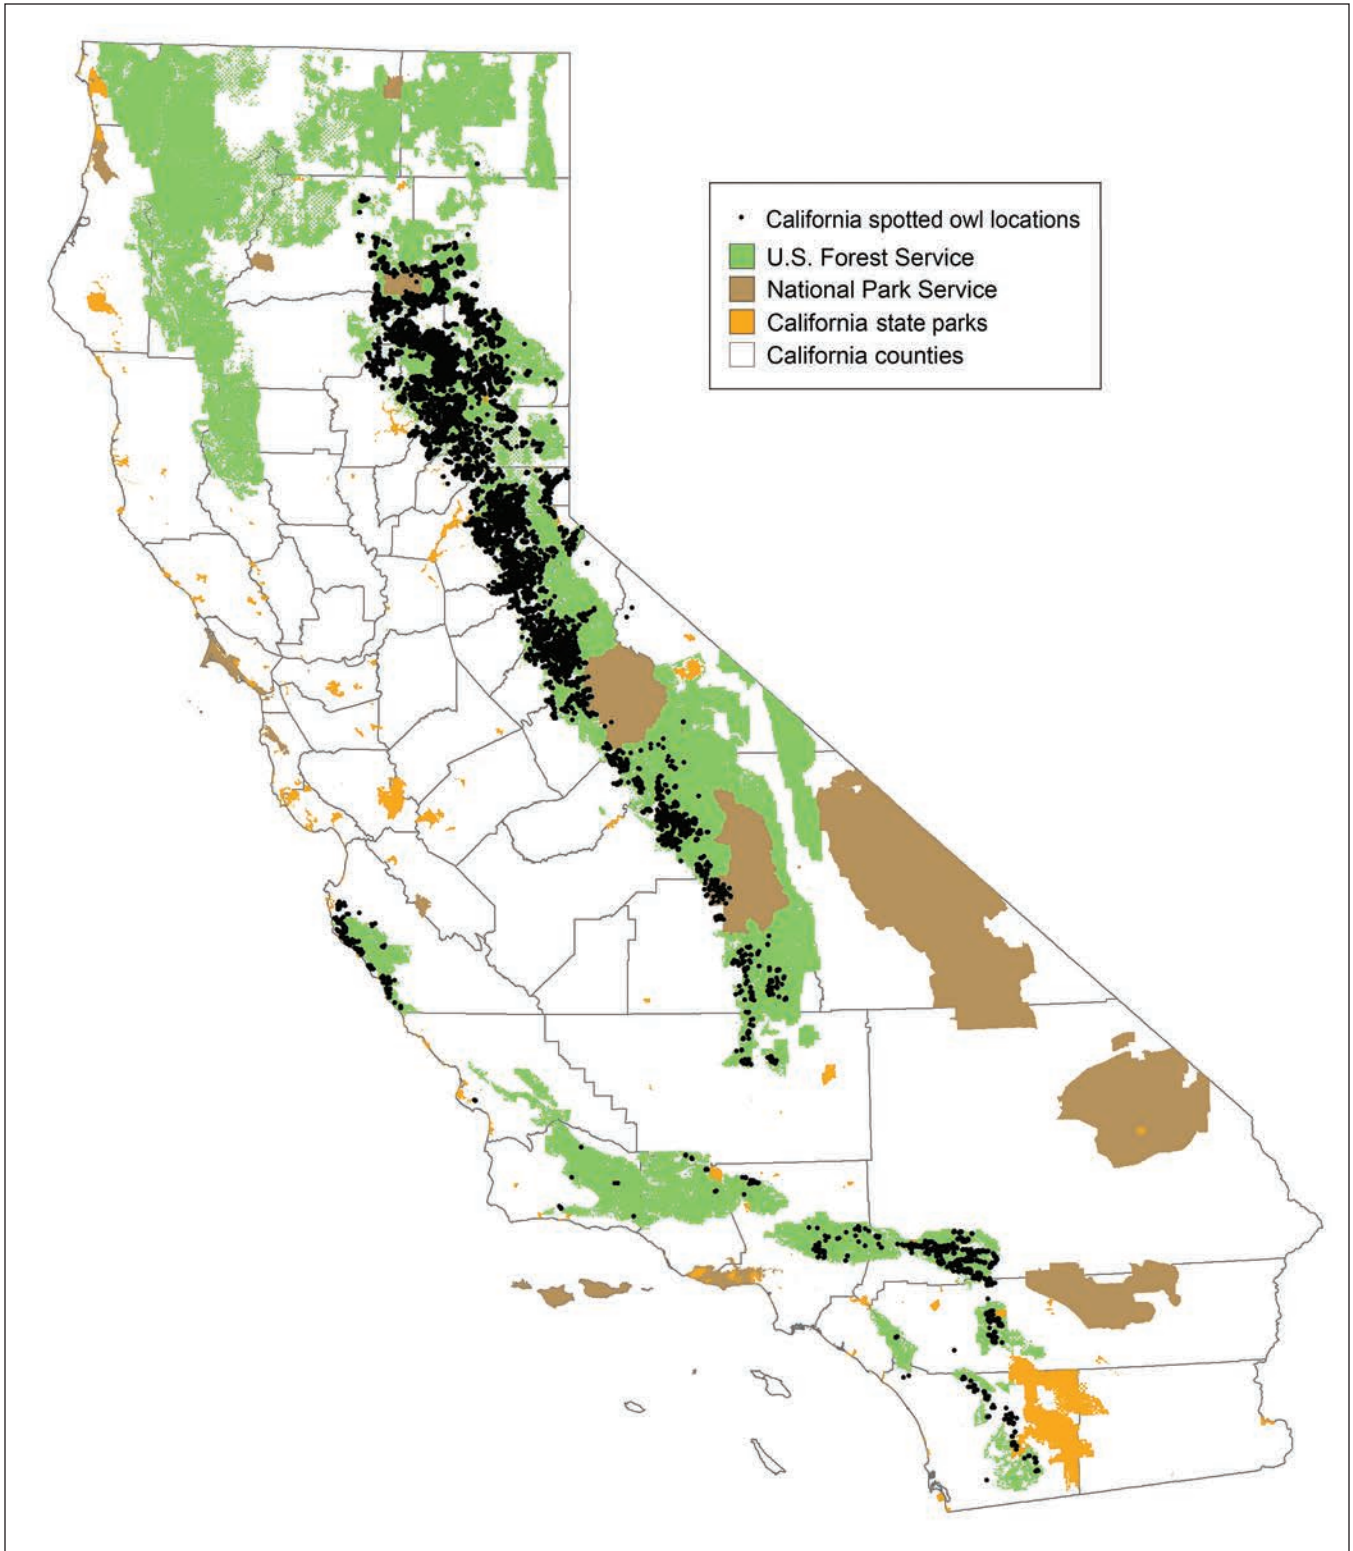 California spotted owl locations
U.S. Forest Service
National Park Service
California state parks
California counties